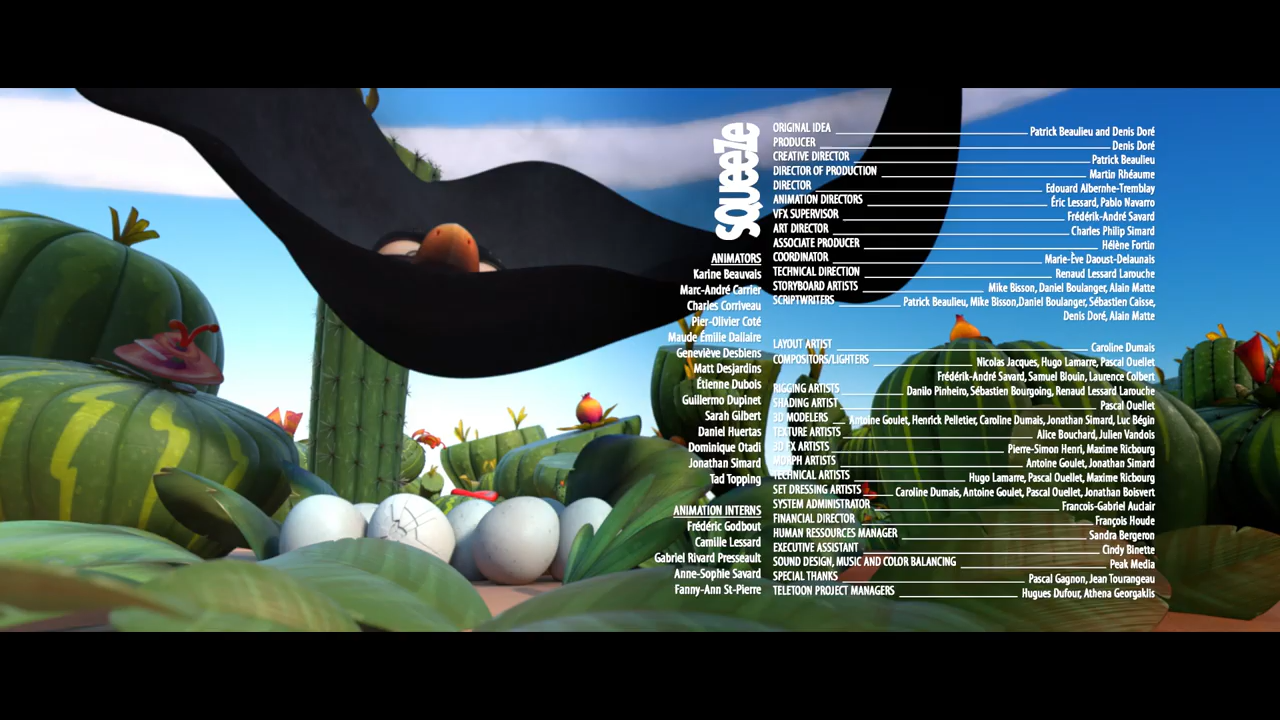 squeeze
ANIMATORS
Karine Beauvais
Marc-André Carrier
Charles Corriveau
Pier-Olivier Coté
Maude Émilie Dallaire
Geneviève Desbiens
Matt Desjardins
Étienne Dubois
Guillermo Dupinet
Sarah Gilbert
Daniel Huertas
Dominique Otadi
Jonathan Simard
Tad Topping
ANIMATION INTERNS
Frédéric Godbout
Camille Lessard
Gabriel Rivard Presseault
Anne-Sophie Savard
Fanny-Ann St-Pierre
ORIGINAL IDEA Patrick Beaulieu and Denis Doré
PRODUCER Denis Doré
CREATIVE DIRECTOR Patrick Beaulieu
DIRECTOR OF PRODUCTION Martin Rhéaume
DIRECTOR Edouard Albernhe-Tremblay
ANIMATION DIRECTORS Éric Lessard, Pablo Navarro
VFX SUPERVISOR Frédérik-André Savard
ART DIRECTOR Charles Philip Simard
ASSOCIATE PRODUCER Hélène Fortin
COORDINATOR Marie-Ève Daoust-Delaunais
TECHNICAL DIRECTION Renaud Lessard Larouche
STORYBOARD ARTISTS Mike Bisson, Daniel Boulanger, Alain Matte
SCRIPTWRITERS Patrick Beaulieu, Mike Bisson,Daniel Boulanger, Sébastien Caisse,
Denis Doré, Alain Matte
LAYOUT ARTIST Caroline Dumais
COMPOSITORS/LIGHTERS Nicolas Jacques, Hugo Lamarre, Pascal Ouellet
Frédérik-André Savard, Samuel Blouin, Laurence Colbert
RIGGING ARTISTS Danilo Pinheiro, Sébastien Bourgoing, Renaud Lessard Larouche
SHADING ARTIST Pascal Ouellet
3D MODELERS Antoine Goulet, Henrick Pelletier, Caroline Dumais, Jonathan Simard, Luc Bégin
TEXTURE ARTISTS Alice Bouchard, Julien Vandois
3D FX ARTISTS Pierre-Simon Henri, Maxime Ricbourg
MORPH ARTISTS Antoine Goulet, Jonathan Simard
TECHNICAL ARTISTS Hugo Lamarre, Pascal Ouellet, Maxime Ricbourg
SET DRESSING ARTISTS Caroline Dumais, Antoine Goulet, Pascal Ouellet, Jonathan Boisvert
SYSTEM ADMINISTRATOR Francois-Gabriel Auclair
FINANCIAL DIRECTOR François Houde
HUMAN RESSOURCES MANAGER Sandra Bergeron
EXECUTIVE ASSISTANT Cindy Binette
SOUND DESIGN, MUSIC AND COLOR BALANCING Peak Media
SPECIAL THANKS Pascal Gagnon, Jean Tourangeau
TELETOON PROJECT MANAGERS Hugues Dufour, Athena Georgaklis